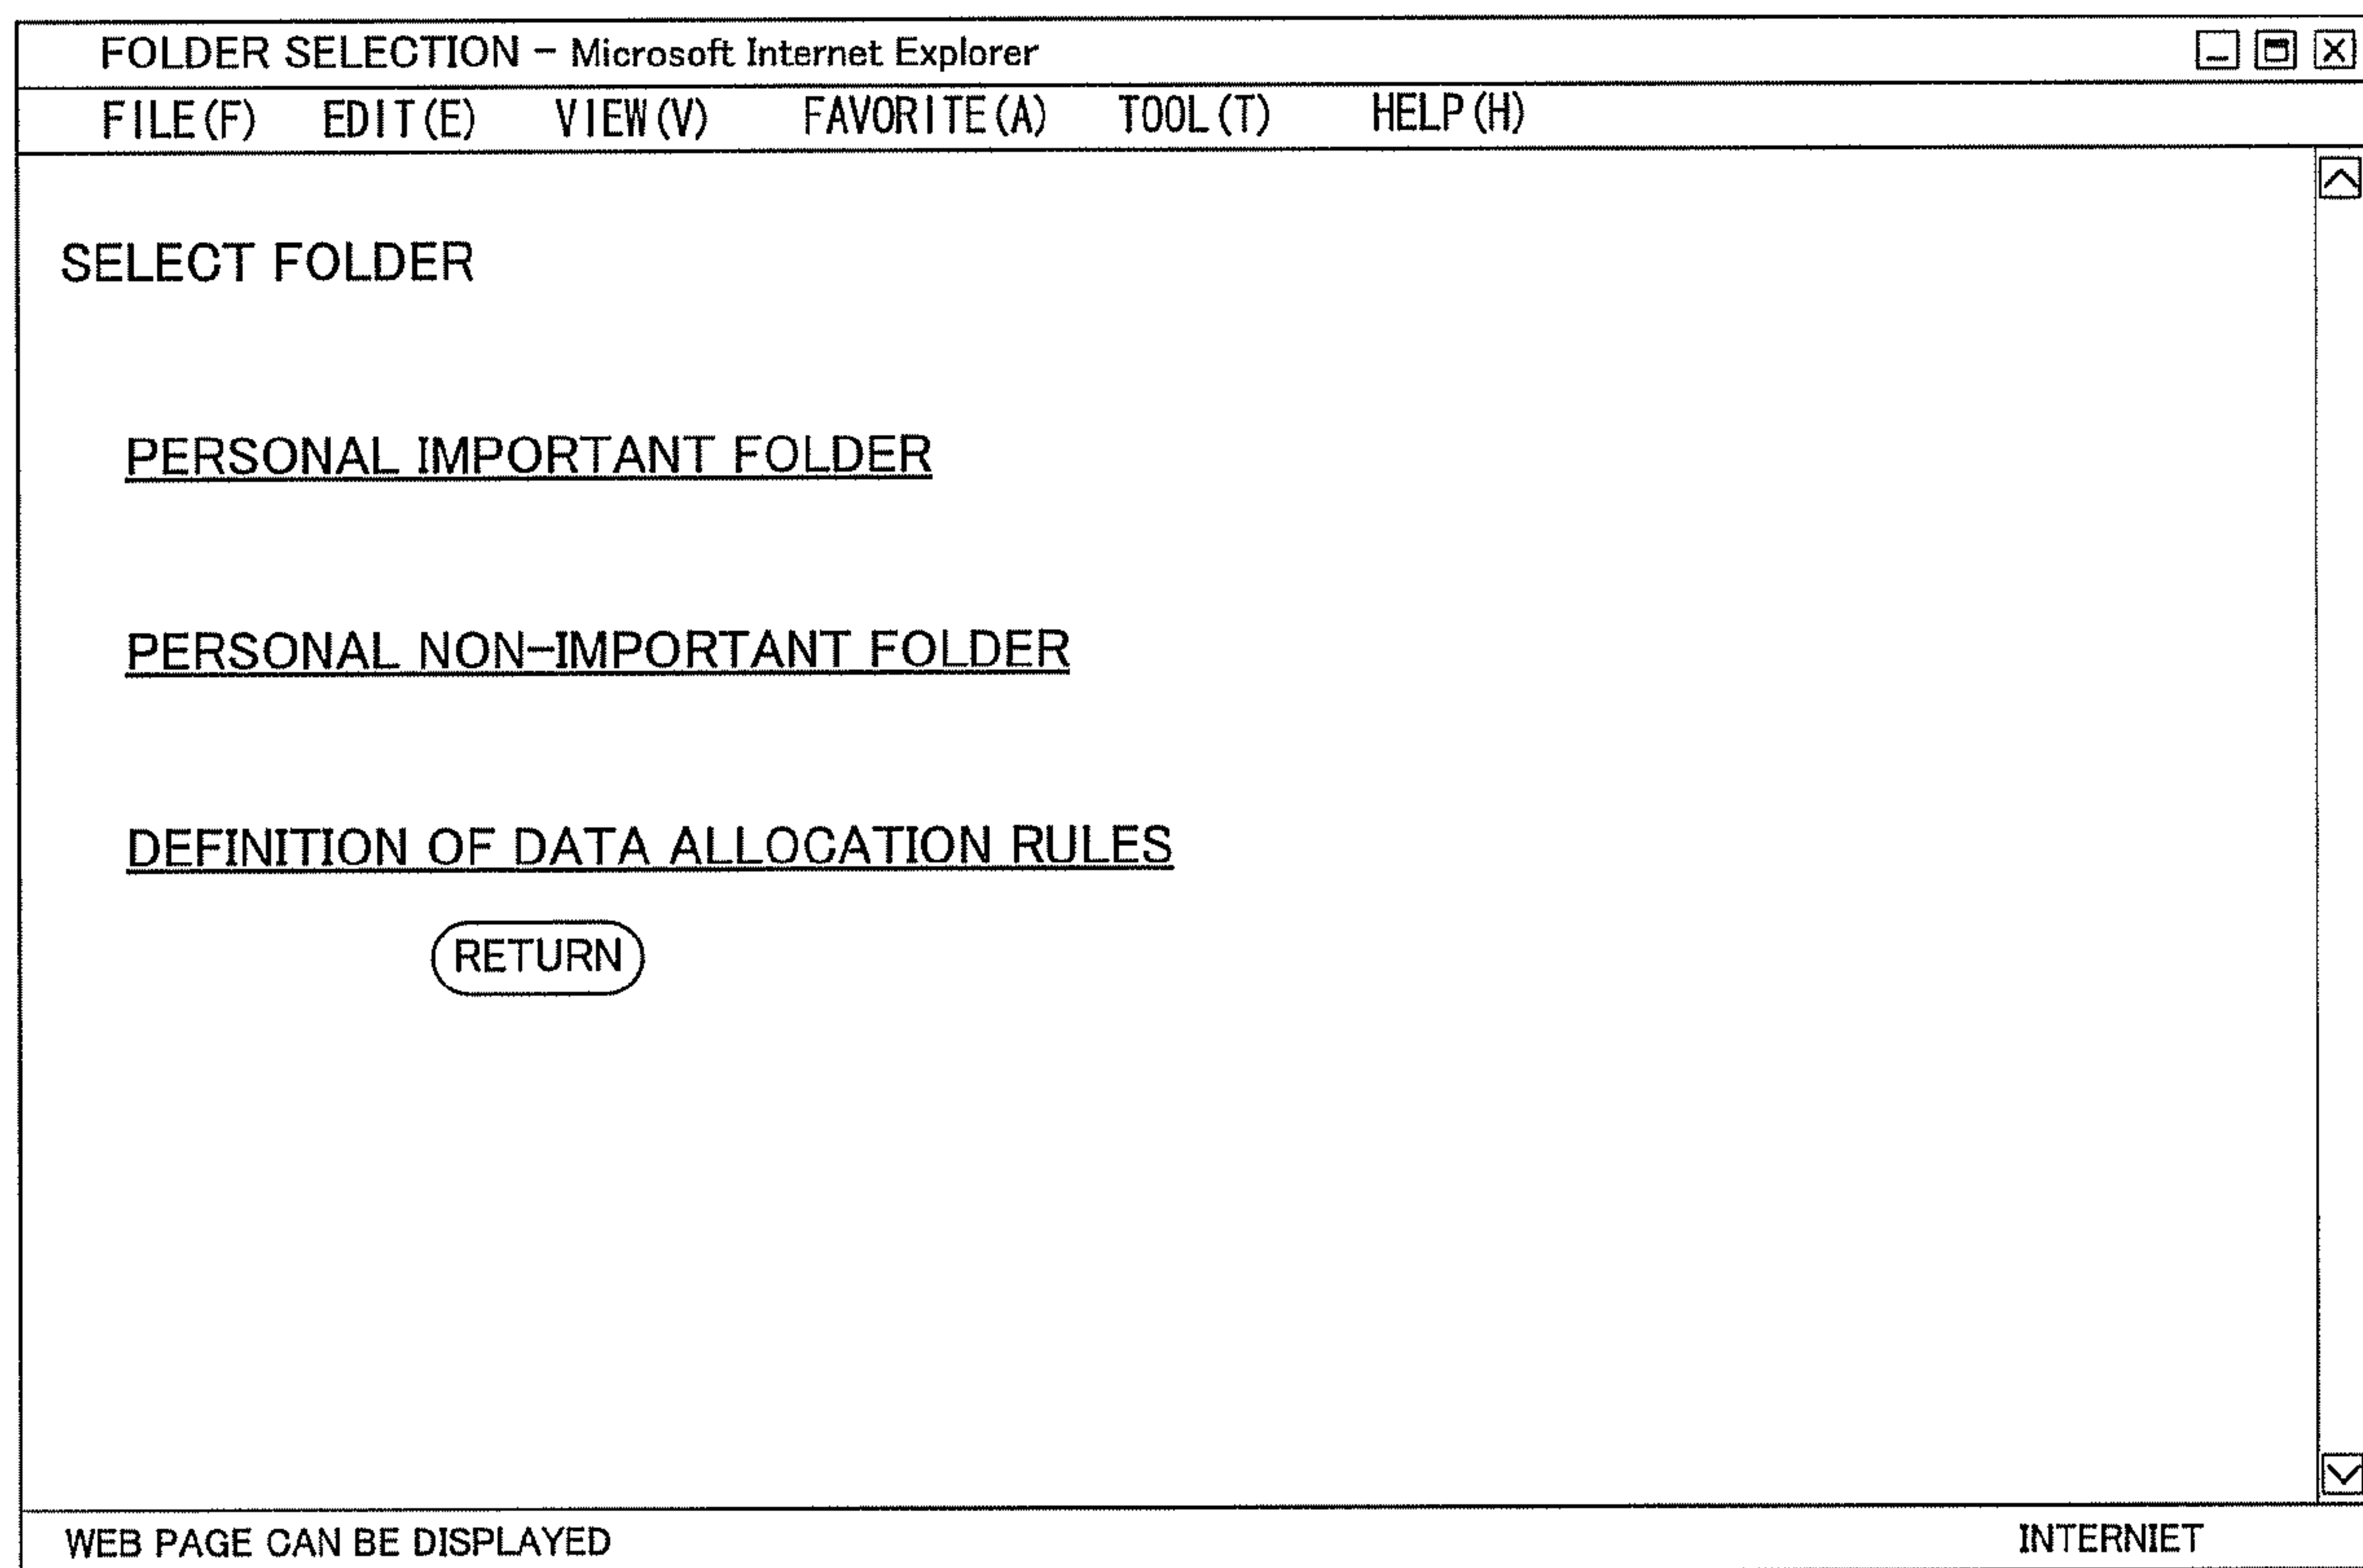 FOLDER SELECTION - Microsoft Internet Explorer
FILE(F) EDIT(E) VIEW(V) FAVORITE(A) TOOL(T) HELP(H)
SELECT FOLDER
PERSONAL IMPORTANT FOLDER
PERSONAL NON-IMPORTANT FOLDER
DEFINITION OF DATA ALLOCATION RULES
RETURN
WEB PAGE CAN BE DISPLAYED INTERNIET